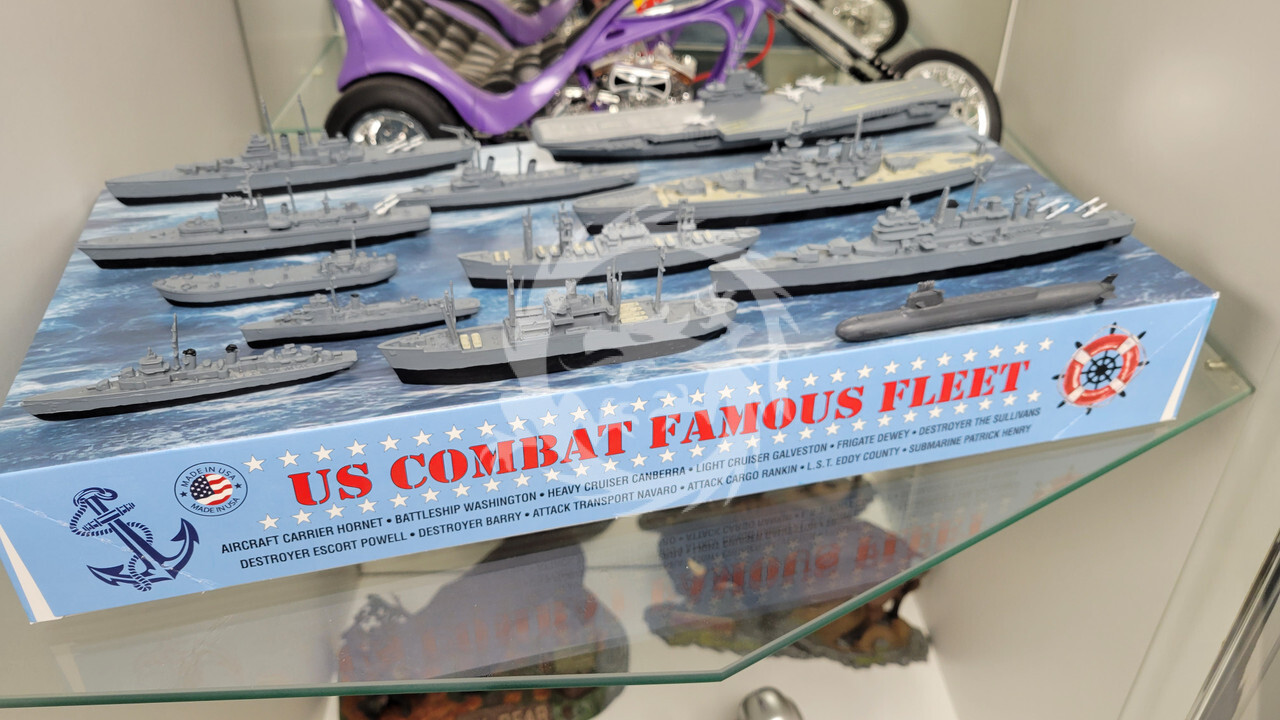 US COMBAT FAMOUS FLEET
MADE IN USA
MADE IN USA
AIRCRAFT CARRIER HORNET • BATTLESHIP WASHINGTON • HEAVY CRUISER CANBERRA • LIGHT CRUISER GALVESTON • FRIGATE DEWEY • DESTROYER THE SULLIVANS
DESTROYER ESCORT POWELL • DESTROYER BARRY • ATTACK TRANSPORT NAVARO • ATTACK CARGO RANKIN • L.S.T. EDDY COUNTY • SUBMARINE PATRICK HENRY